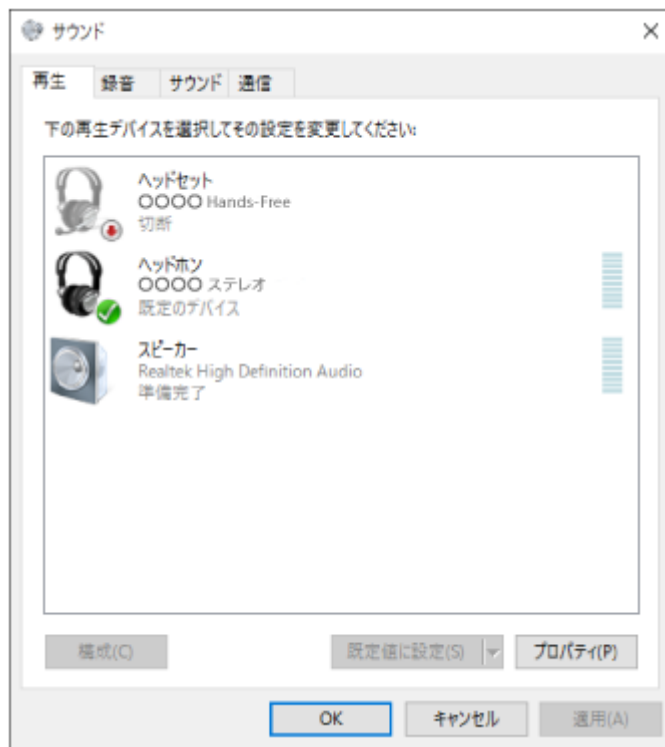 サウンド
再生 録音 サウンド 通信
下の再生デバイスを選択してその設定を変更してください:
ヘッドセット
○○○○ Hands-Free
切断
ヘッドホン
○○○○ ステレオ
既定のデバイス
スピーカー
Realtek High Definition Audio
準備完了
構成(C) 既定値に設定(S) プロパティ(P)
OK キャンセル 適用(A)